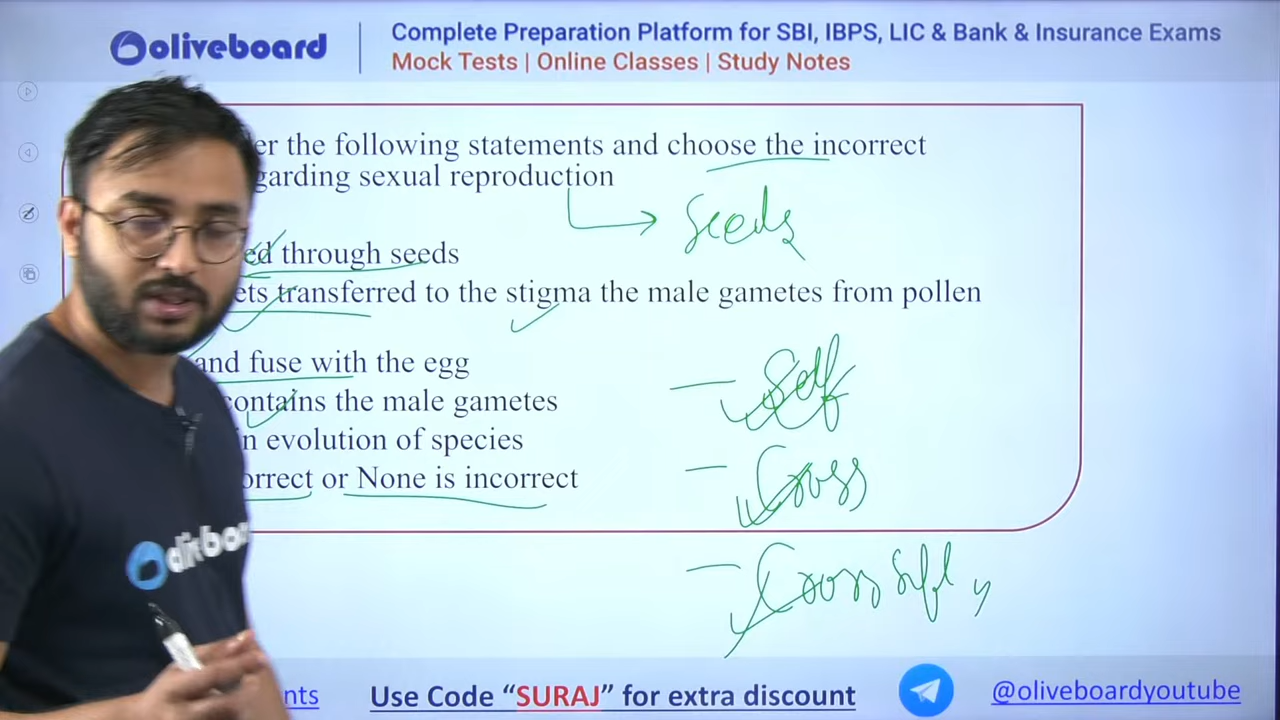 oliveboard
Complete Preparation Platform for SBI, IBPS, LIC & Bank & Insurance Exams
Mock Tests | Online Classes | Study Notes
er the following statements and choose the incorrect
garding sexual reproduction
Seeds
ed through seeds
ets transferred to the stigma the male gametes from pollen
and fuse with the egg
Self
contains the male gametes
in evolution of species
Cross
orrect or None is incorrect
oliveboa
Cross
nts
Use Code “SURAJ” for extra discount
@oliveboardyoutube